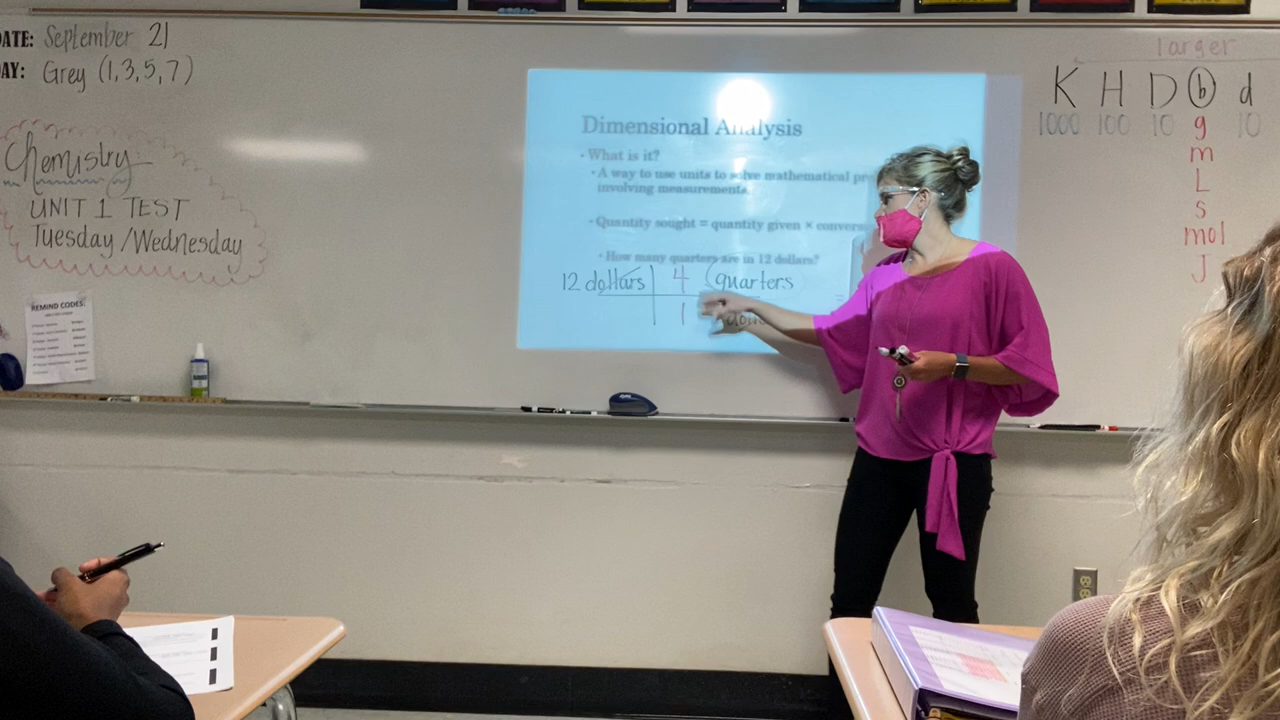 DATE: September 21
DAY: Grey (1,3,5,7)
Chemistry
UNIT 1 TEST
Tuesday/Wednesday
REMIND CODES:
Dimensional Analysis
• What is it?
• A way to use units to solve mathematical
involving measurements.
• Quantity sought = quantity given ×
• How many quarters are in 12 dollars?
12 dollars 4 quarters
1
larger
K H D b d
1000 100 10 g 10
m
L
s
mol
J